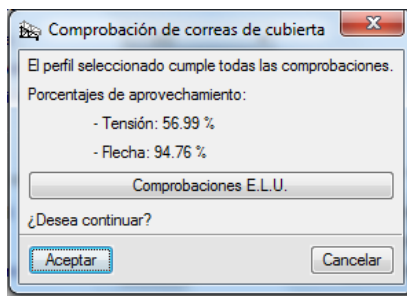 Comprobación de correas de cubierta
El perfil seleccionado cumple todas las comprobaciones.
Porcentajes de aprovechamiento:
- Tensión: 56.99 %
- Flecha: 94.76 %
Comprobaciones E.L.U.
¿Desea continuar?
Aceptar
Cancelar